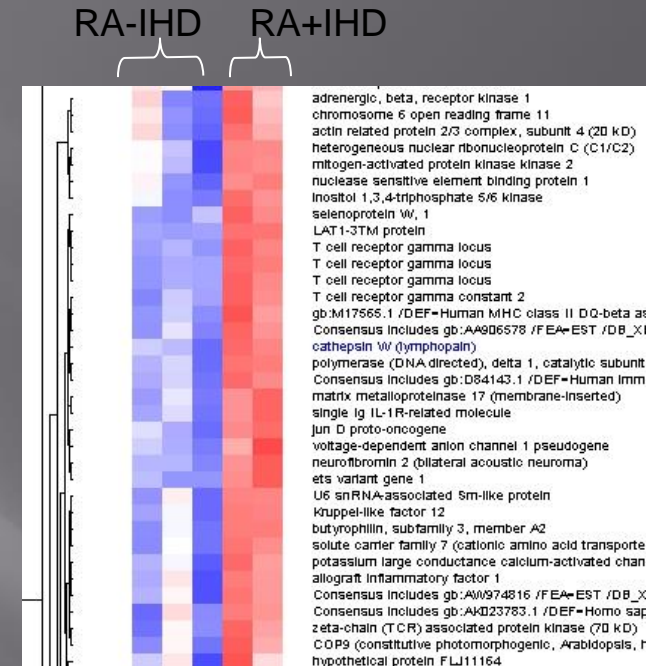 RA-IHD RA+IHD
adrenergic, beta, receptor kinase 1
chromosome 6 open reading frame 11
actin related protein 2/3 complex, subunit 4 (20 kD)
heterogeneous nuclear ribonucleoprotein C (C1/C2)
mitogen-activated protein kinase kinase 2
nuclease sensitive element binding protein 1
inositol 1,3,4-triphosphate 5/6 kinase
selenoprotein W, 1
LAT1-3TM protein
T cell receptor gamma locus
T cell receptor gamma locus
T cell receptor gamma locus
T cell receptor gamma constant 2
gb:M17565.1 /DEF=Human MHC class II DQ-beta as
Consensus includes gb:AA906578 /FEA=EST /DB_X
cathepsin W (lymphopain)
polymerase (DNA directed), delta 1, catalytic subunit
Consensus includes gb:D84143.1 /DEF=Human imm
matrix metalloproteinase 17 (membrane-inserted)
single Ig IL-1R-related molecule
jun D proto-oncogene
voltage-dependent anion channel 1 pseudogene
neurofibromin 2 (bilateral acoustic neuroma)
ets variant gene 1
U6 snRNA-associated Sm-like protein
Kruppel-like factor 12
butyrophilin, subfamily 3, member A2
solute carrier family 7 (cationic amino acid transporte
potassium large conductance calcium-activated chan
allograft inflammatory factor 1
Consensus includes gb:AW974816 /FEA=EST /DB_X
Consensus includes gb:AK023783.1 /DEF=Homo sap
zeta-chain (TCR) associated protein kinase (70 kD)
COP9 (constitutive photomorphogenic, Arabidopsis, h
hypothetical protein FLJ11164